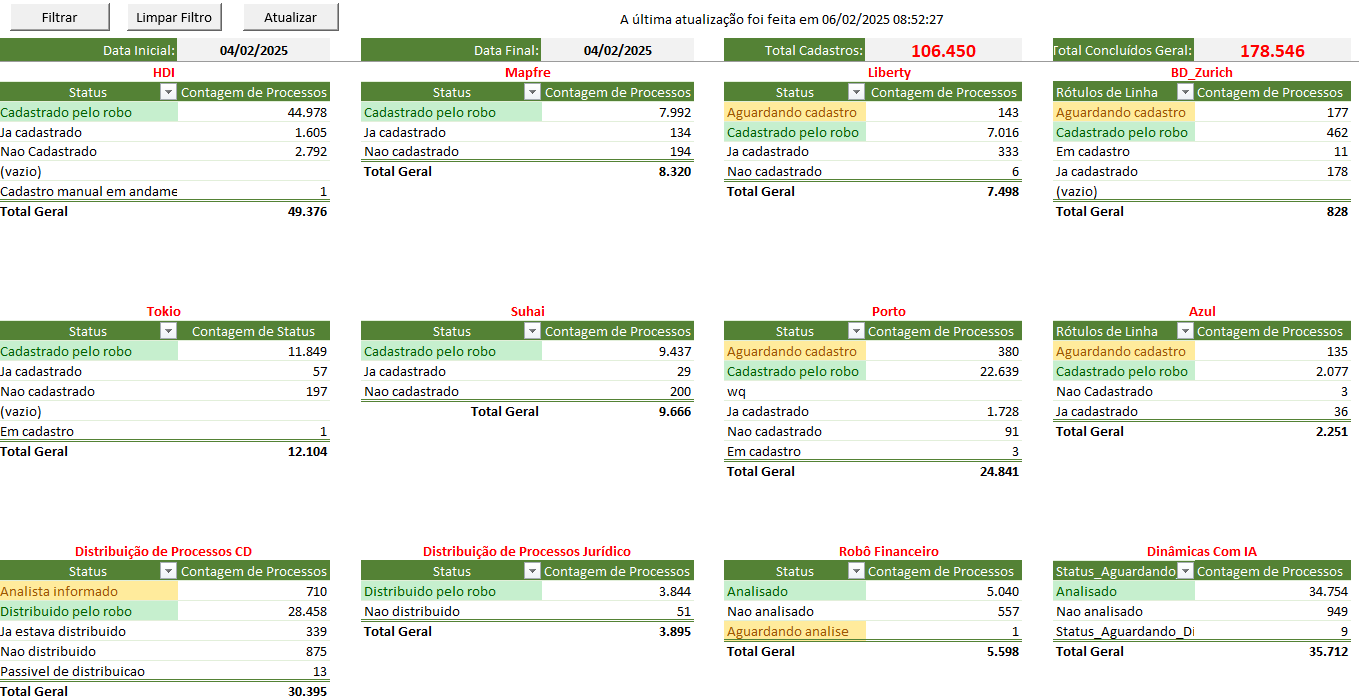 Filtrar Limpar Filtro Atualizar A última atualização foi feita em 06/02/2025 08:52:27
Data Inicial: 04/02/2025 Data Final: 04/02/2025 Total Cadastros: 106.450 Total Concluídos Geral: 178.546
HDI
Status Contagem de Processos
Cadastrado pelo robo 44.978
Ja cadastrado 1.605
Nao Cadastrado 2.792
(vazio)
Cadastro manual em andame 1
Total Geral 49.376
Mapfre
Status Contagem de Processos
Cadastrado pelo robo 7.992
Ja cadastrado 134
Nao cadastrado 194
Total Geral 8.320
Liberty
Status Contagem de Processos
Aguardando cadastro 143
Cadastrado pelo robo 7.016
Ja cadastrado 333
Nao cadastrado 6
Total Geral 7.498
BD_Zurich
Rótulos de Linha Contagem de Processos
Aguardando cadastro 177
Cadastrado pelo robo 462
Em cadastro 11
Ja cadastrado 178
(vazio)
Total Geral 828
Tokio
Status Contagem de Status
Cadastrado pelo robo 11.849
Ja cadastrado 57
Nao cadastrado 197
(vazio)
Em cadastro 1
Total Geral 12.104
Suhai
Status Contagem de Processos
Cadastrado pelo robo 9.437
Ja cadastrado 29
Nao cadastrado 200
Total Geral 9.666
Porto
Status Contagem de Processos
Aguardando cadastro 380
Cadastrado pelo robo 22.639
wq
Ja cadastrado 1.728
Nao cadastrado 91
Em cadastro 3
Total Geral 24.841
Azul
Rótulos de Linha Contagem de Processos
Aguardando cadastro 135
Cadastrado pelo robo 2.077
Nao Cadastrado 3
Ja cadastrado 36
Total Geral 2.251
Distribuição de Processos CD
Status Contagem de Processos
Analista informado 710
Distribuido pelo robo 28.458
Ja estava distribuido 339
Nao distribuido 875
Passivel de distribuicao 13
Total Geral 30.395
Distribuição de Processos Jurídico
Status Contagem de Processos
Distribuido pelo robo 3.844
Nao distribuido 51
Total Geral 3.895
Robô Financeiro
Status Contagem de Processos
Analisado 5.040
Nao analisado 557
Aguardando analise 1
Total Geral 5.598
Dinâmicas Com IA
Status_Aguardando Contagem de Processos
Analisado 34.754
Nao analisado 949
Status_Aguardando_Di 9
Total Geral 35.712